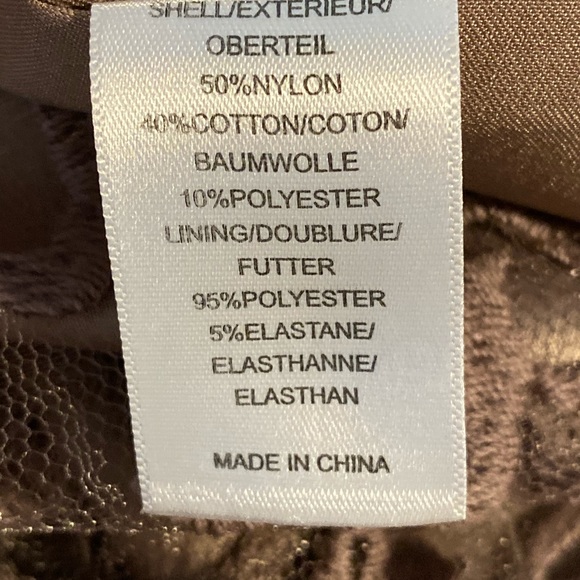 SHELL/EXTERIEUR/
OBERTEIL
50%NYLON
40%COTTON/COTON/
BAUMWOLLE
10%POLYESTER
LINING/DOUBLURE/
FUTTER
95%POLYESTER
5%ELASTANE/
ELASTHANNE/
ELASTHAN
MADE IN CHINA